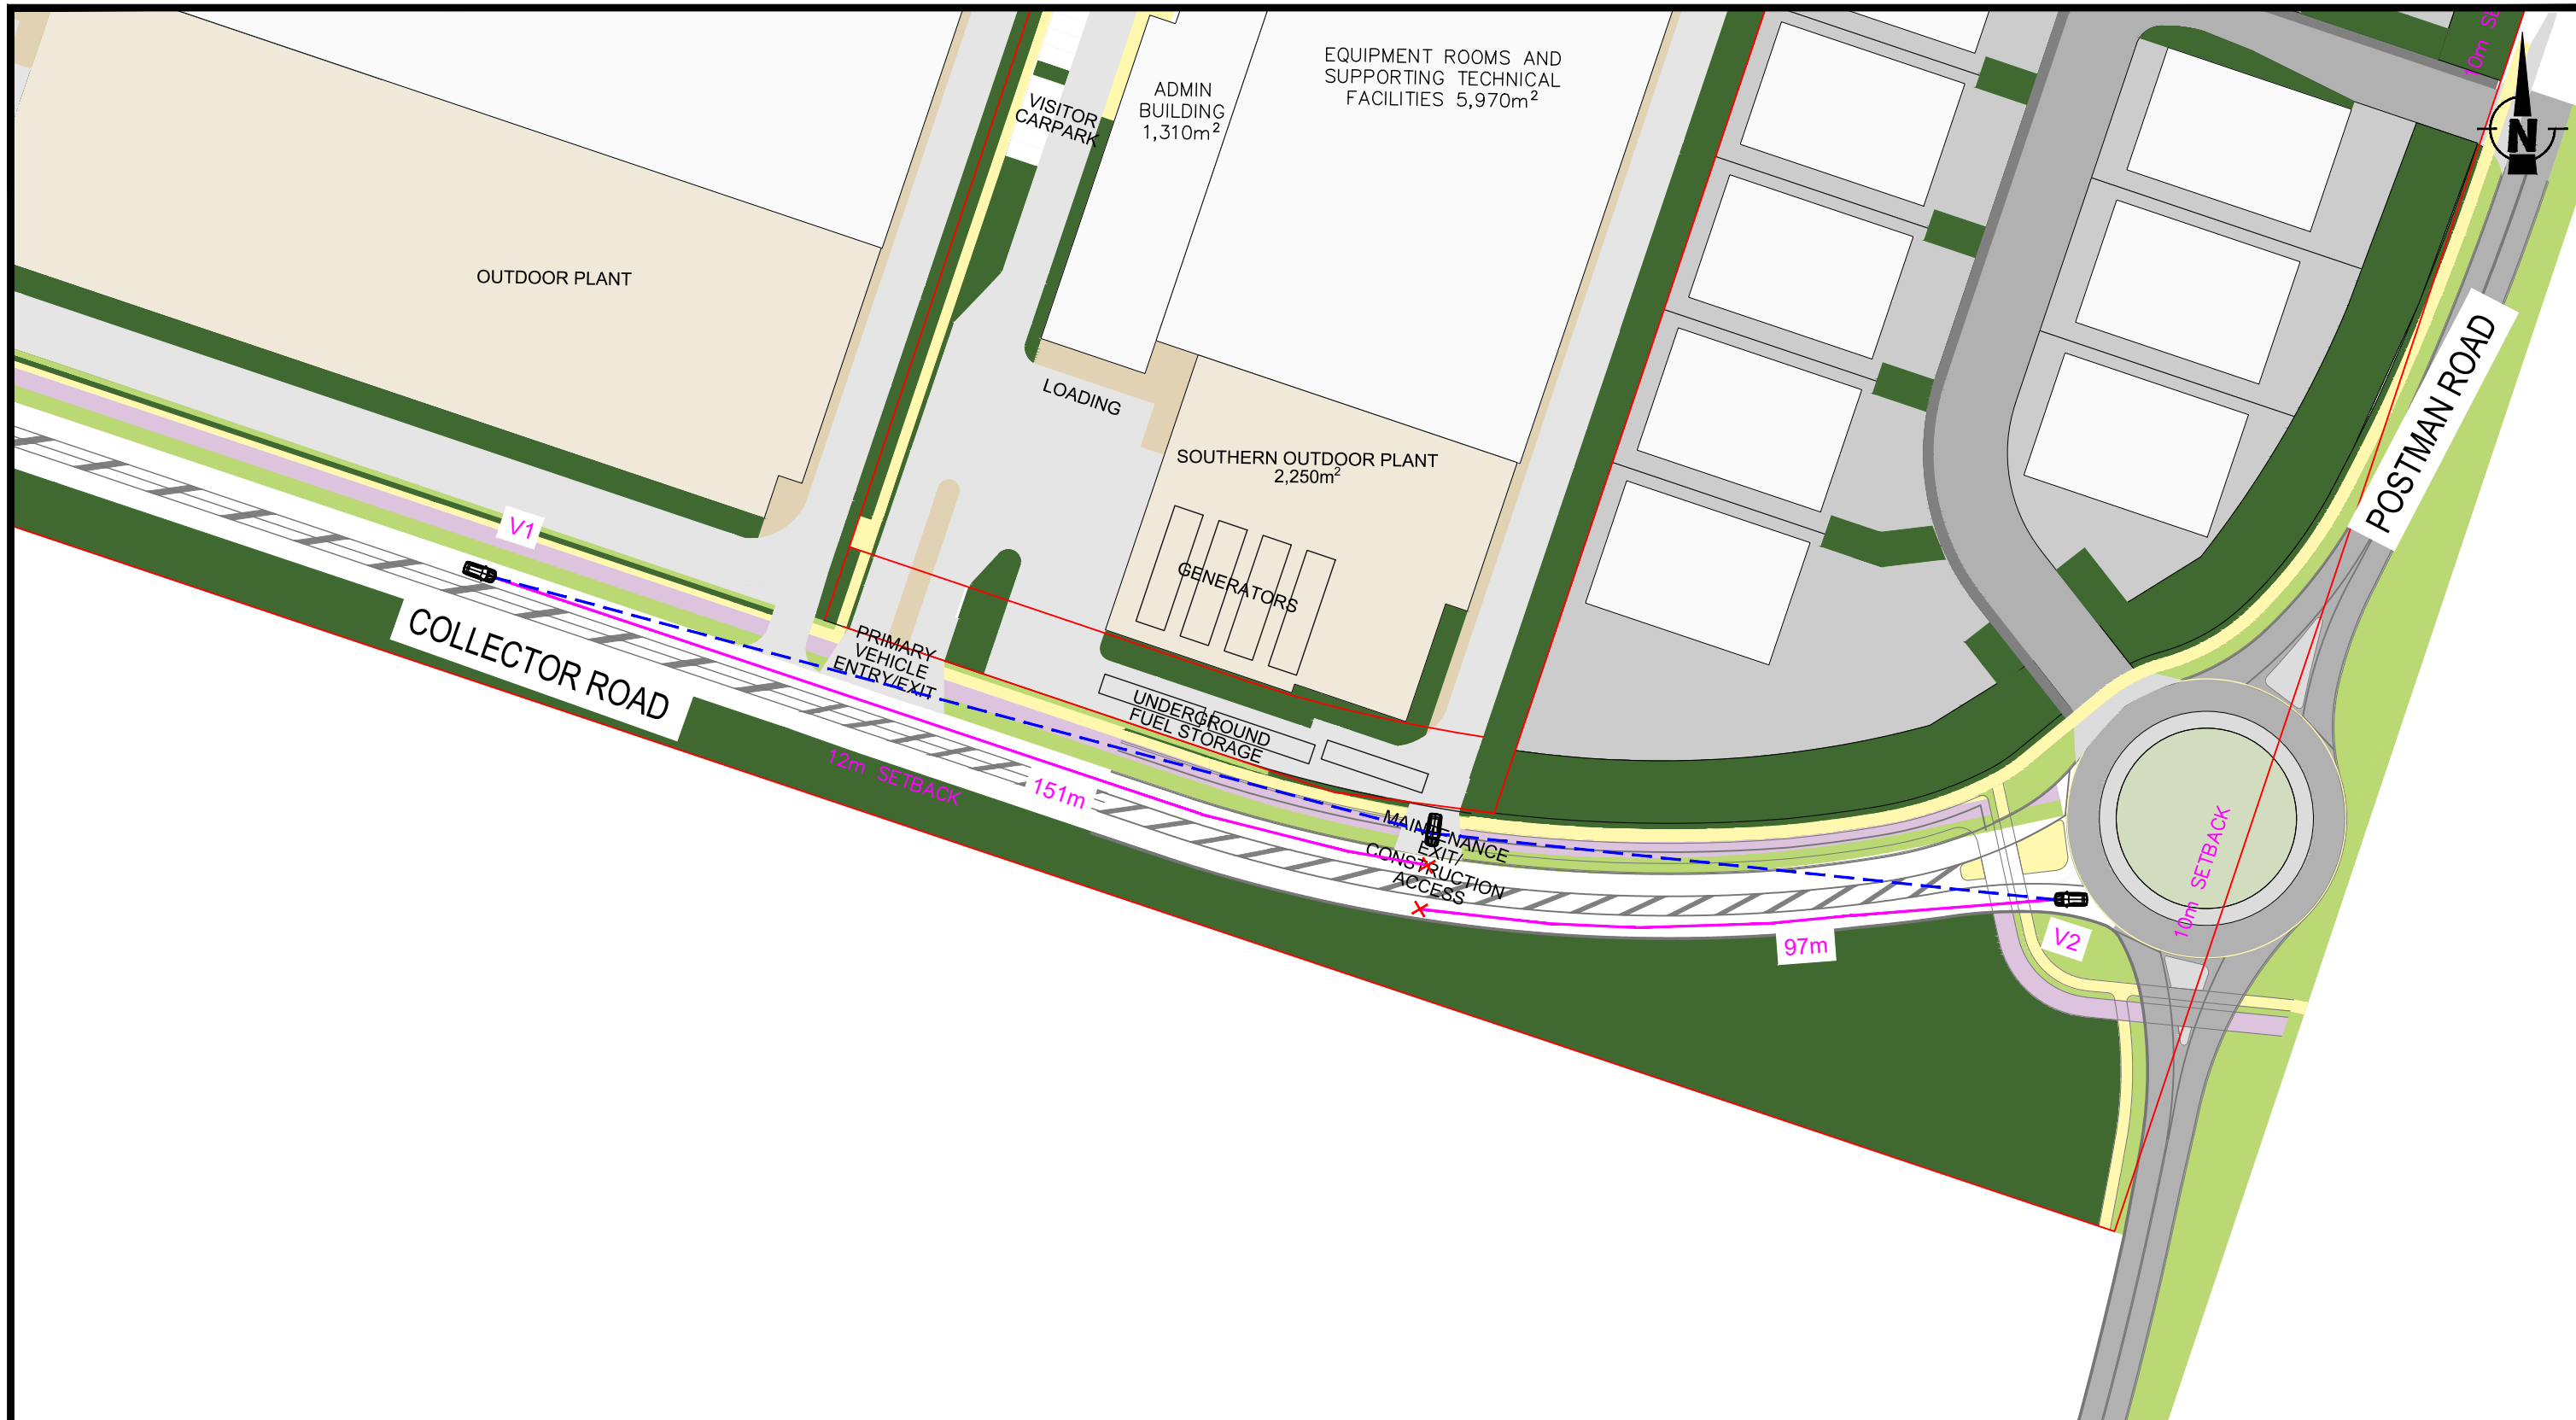 EQUIPMENT ROOMS AND
SUPPORTING TECHNICAL
FACILITIES 5,970m²
ADMIN
BUILDING
1,310m²
VISITOR
CARPARK
10m
N
OUTDOOR PLANT
LOADING
SOUTHERN OUTDOOR PLANT
2,250m²
GENERATORS
POSTMAN ROAD
V1
COLLECTOR ROAD
PRIMARY
VEHICLE
ENTRY/EXIT
UNDERGROUND
FUEL STORAGE
12m SETBACK
151m
MAINTENANCE
EXIT/
CONSTRUCTION
ACCESS
97m
V2
10m SETBACK